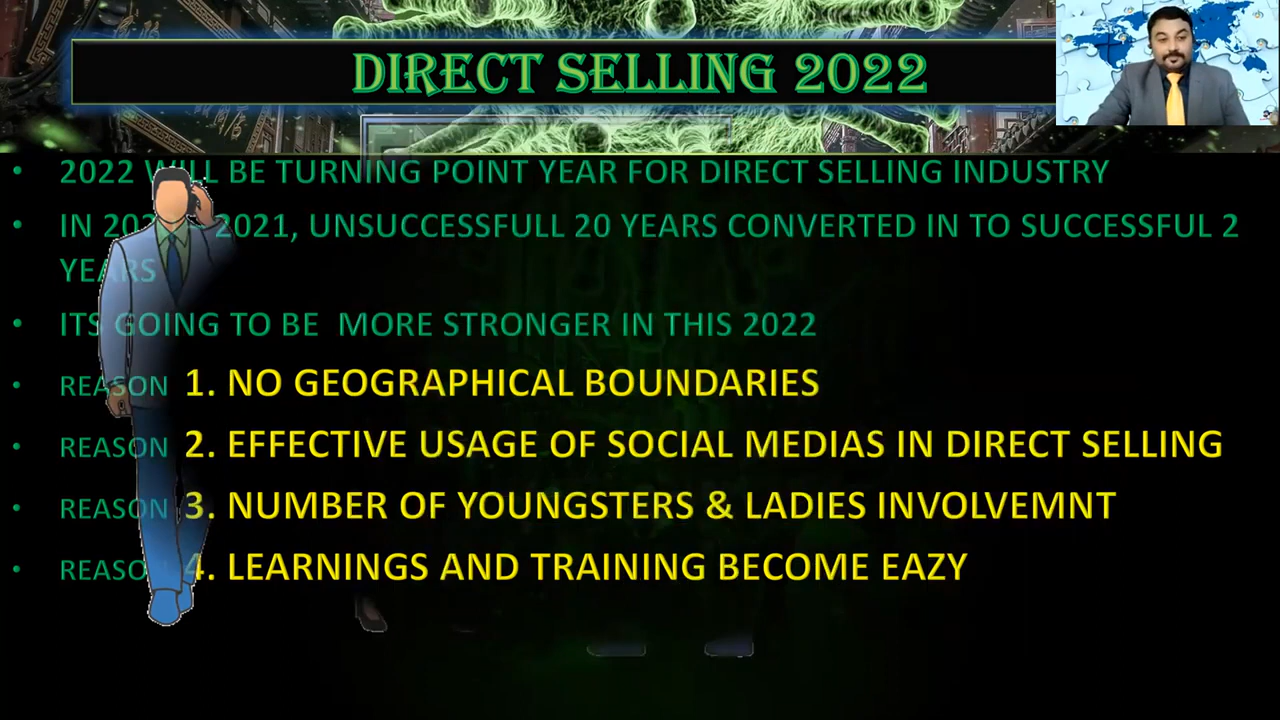 DIRECT SELLING 2022
• 2022 WILL BE TURNING POINT YEAR FOR DIRECT SELLING INDUSTRY
• IN 2021, UNSUCCESSFULL 20 YEARS CONVERTED IN TO SUCCESSFUL 2
YEARS
• ITS GOING TO BE MORE STRONGER IN THIS 2022
• REASON 1. NO GEOGRAPHICAL BOUNDARIES
• REASON 2. EFFECTIVE USAGE OF SOCIAL MEDIAS IN DIRECT SELLING
• REASON 3. NUMBER OF YOUNGSTERS & LADIES INVOLVEMNT
• REASON 4. LEARNINGS AND TRAINING BECOME EAZY